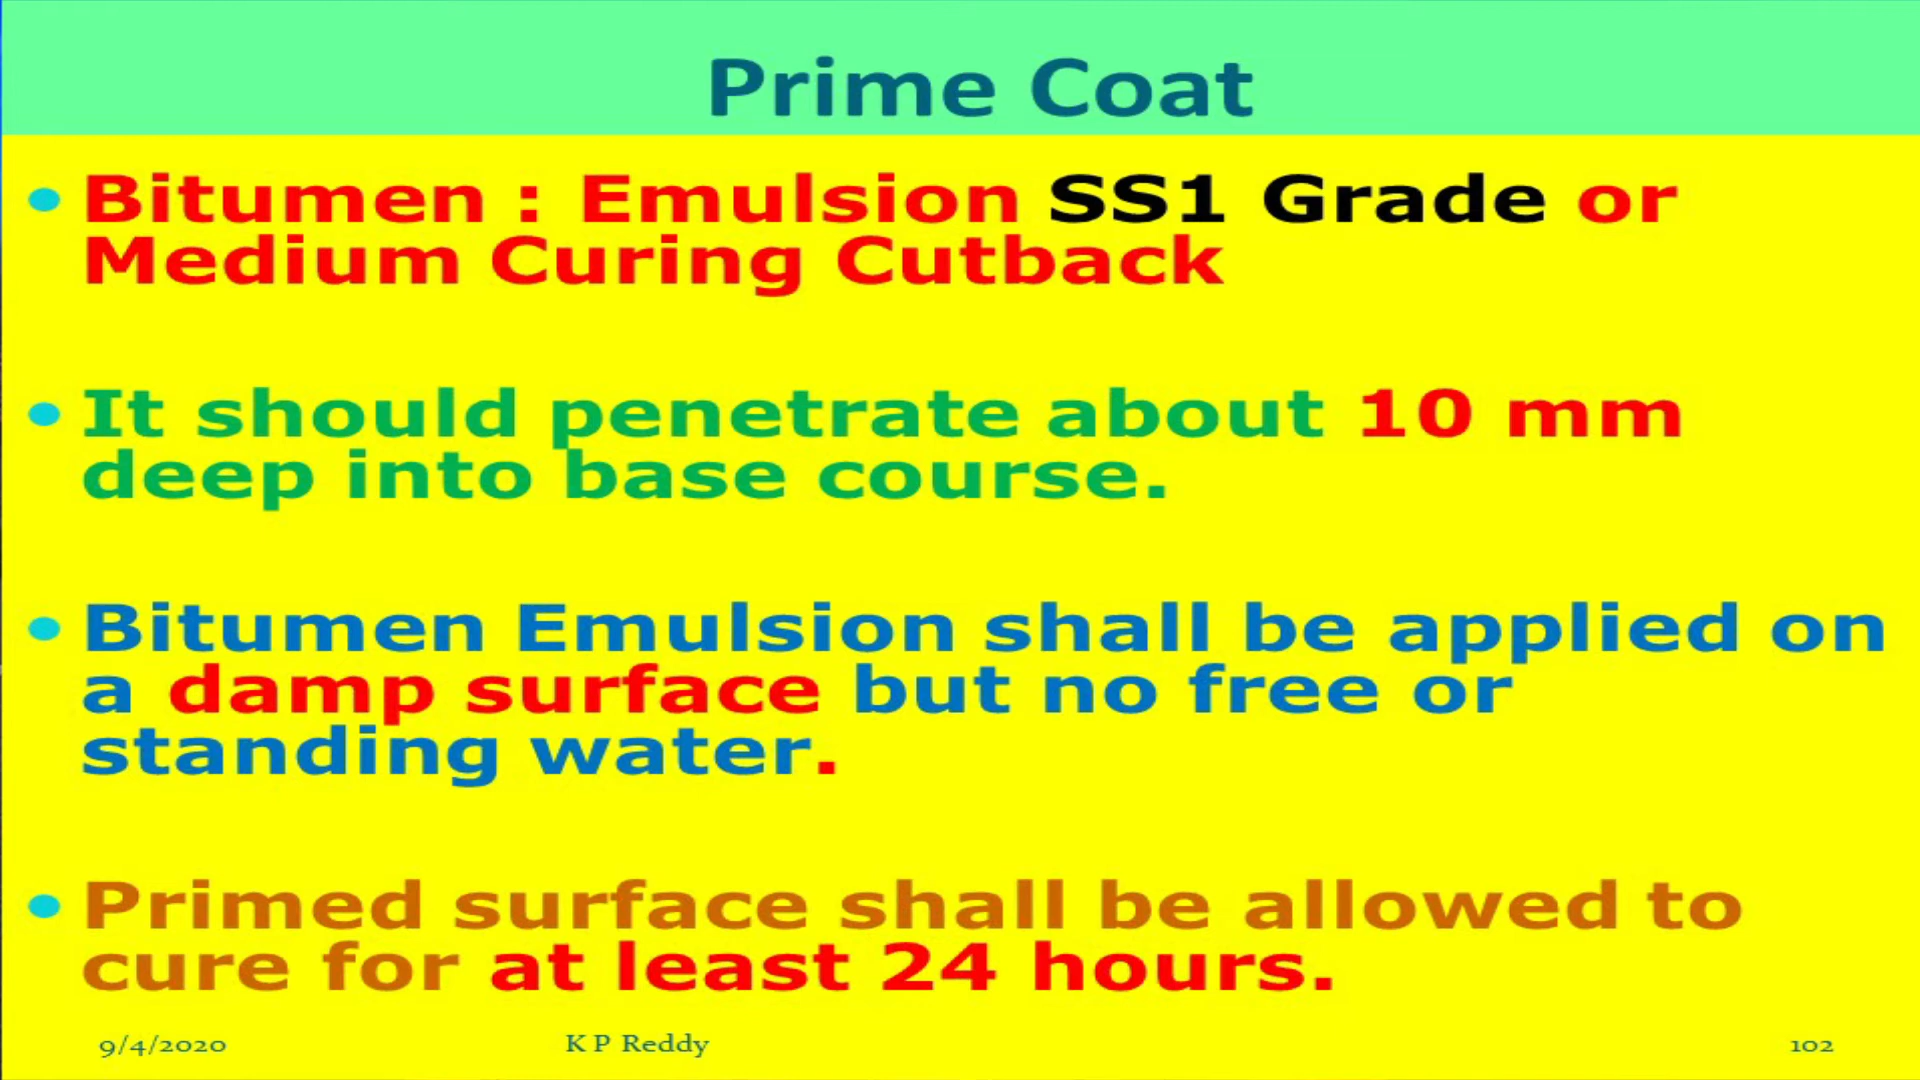 Prime Coat
• Bitumen : Emulsion SS1 Grade or
Medium Curing Cutback
• It should penetrate about 10 mm
deep into base course.
• Bitumen Emulsion shall be applied on
a damp surface but no free or
standing water.
• Primed surface shall be allowed to
cure for at least 24 hours.
9/4/2020 K P Reddy 102